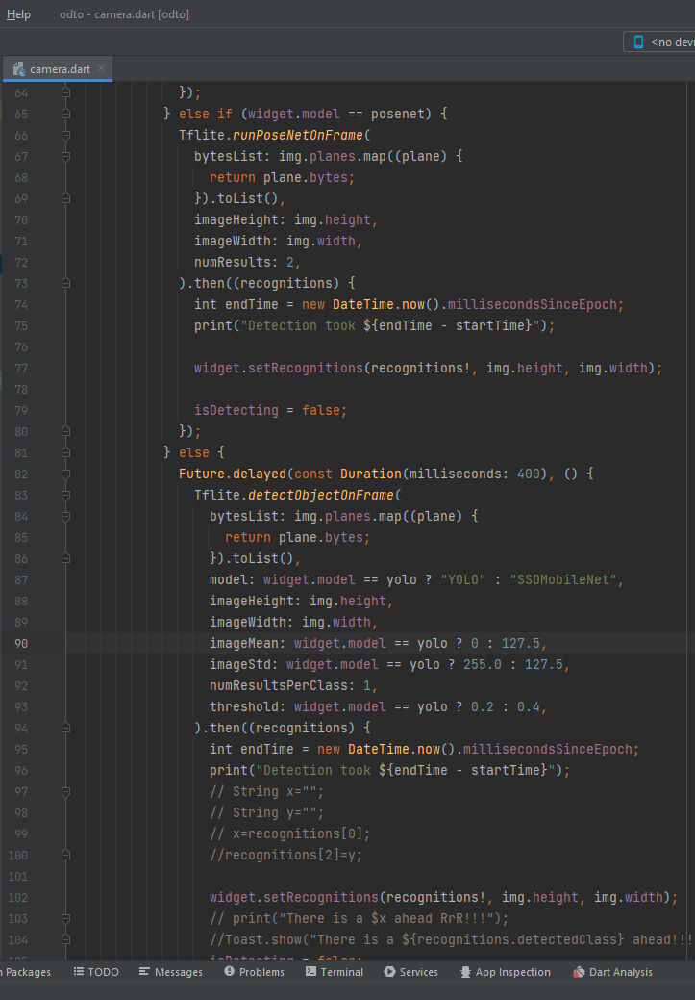 Help odto - camera.dart [odto]
<no devi
camera.dart
64 });
65 } else if (widget.model == posenet) {
66 Tflite.runPoseNetOnFrame(
67 bytesList: img.planes.map((plane) {
68 return plane.bytes;
69 }).toList(),
70 imageHeight: img.height,
71 imageWidth: img.width,
72 numResults: 2,
73 ).then((recognitions) {
74 int endTime = new DateTime.now().millisecondsSinceEpoch;
75 print("Detection took ${endTime - startTime}");
76
77 widget.setRecognitions(recognitions!, img.height, img.width);
78
79 isDetecting = false;
80 });
81 } else {
82 Future.delayed(const Duration(milliseconds: 400), () {
83 Tflite.detectObjectOnFrame(
84 bytesList: img.planes.map((plane) {
85 return plane.bytes;
86 }).toList(),
87 model: widget.model == yolo ? "YOLO" : "SSDMobileNet",
88 imageHeight: img.height,
89 imageWidth: img.width,
90 imageMean: widget.model == yolo ? 0 : 127.5,
91 imageStd: widget.model == yolo ? 255.0 : 127.5,
92 numResultsPerClass: 1,
93 threshold: widget.model == yolo ? 0.2 : 0.4,
94 ).then((recognitions) {
95 int endTime = new DateTime.now().millisecondsSinceEpoch;
96 print("Detection took ${endTime - startTime}");
97 // String x="";
98 // String y="";
99 // x=recognitions[0];
100 //recognitions[2]=y;
101
102 widget.setRecognitions(recognitions!, img.height, img.width);
103 // print("There is a $x ahead RrR!!!");
104 //Toast.show("There is a ${recognitions.detectedClass} ahead!!!
105 isDetecting = false;
n Packages TODO Messages Problems Terminal Services App Inspection Dart Analysis